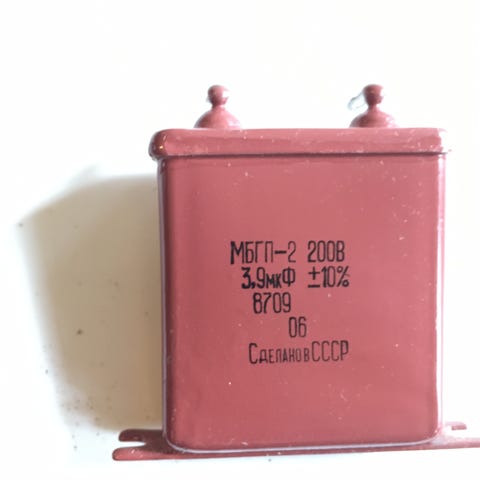 МБГП-2 200В
3,9мкФ ±10%
8709
06
Сделано в СССР